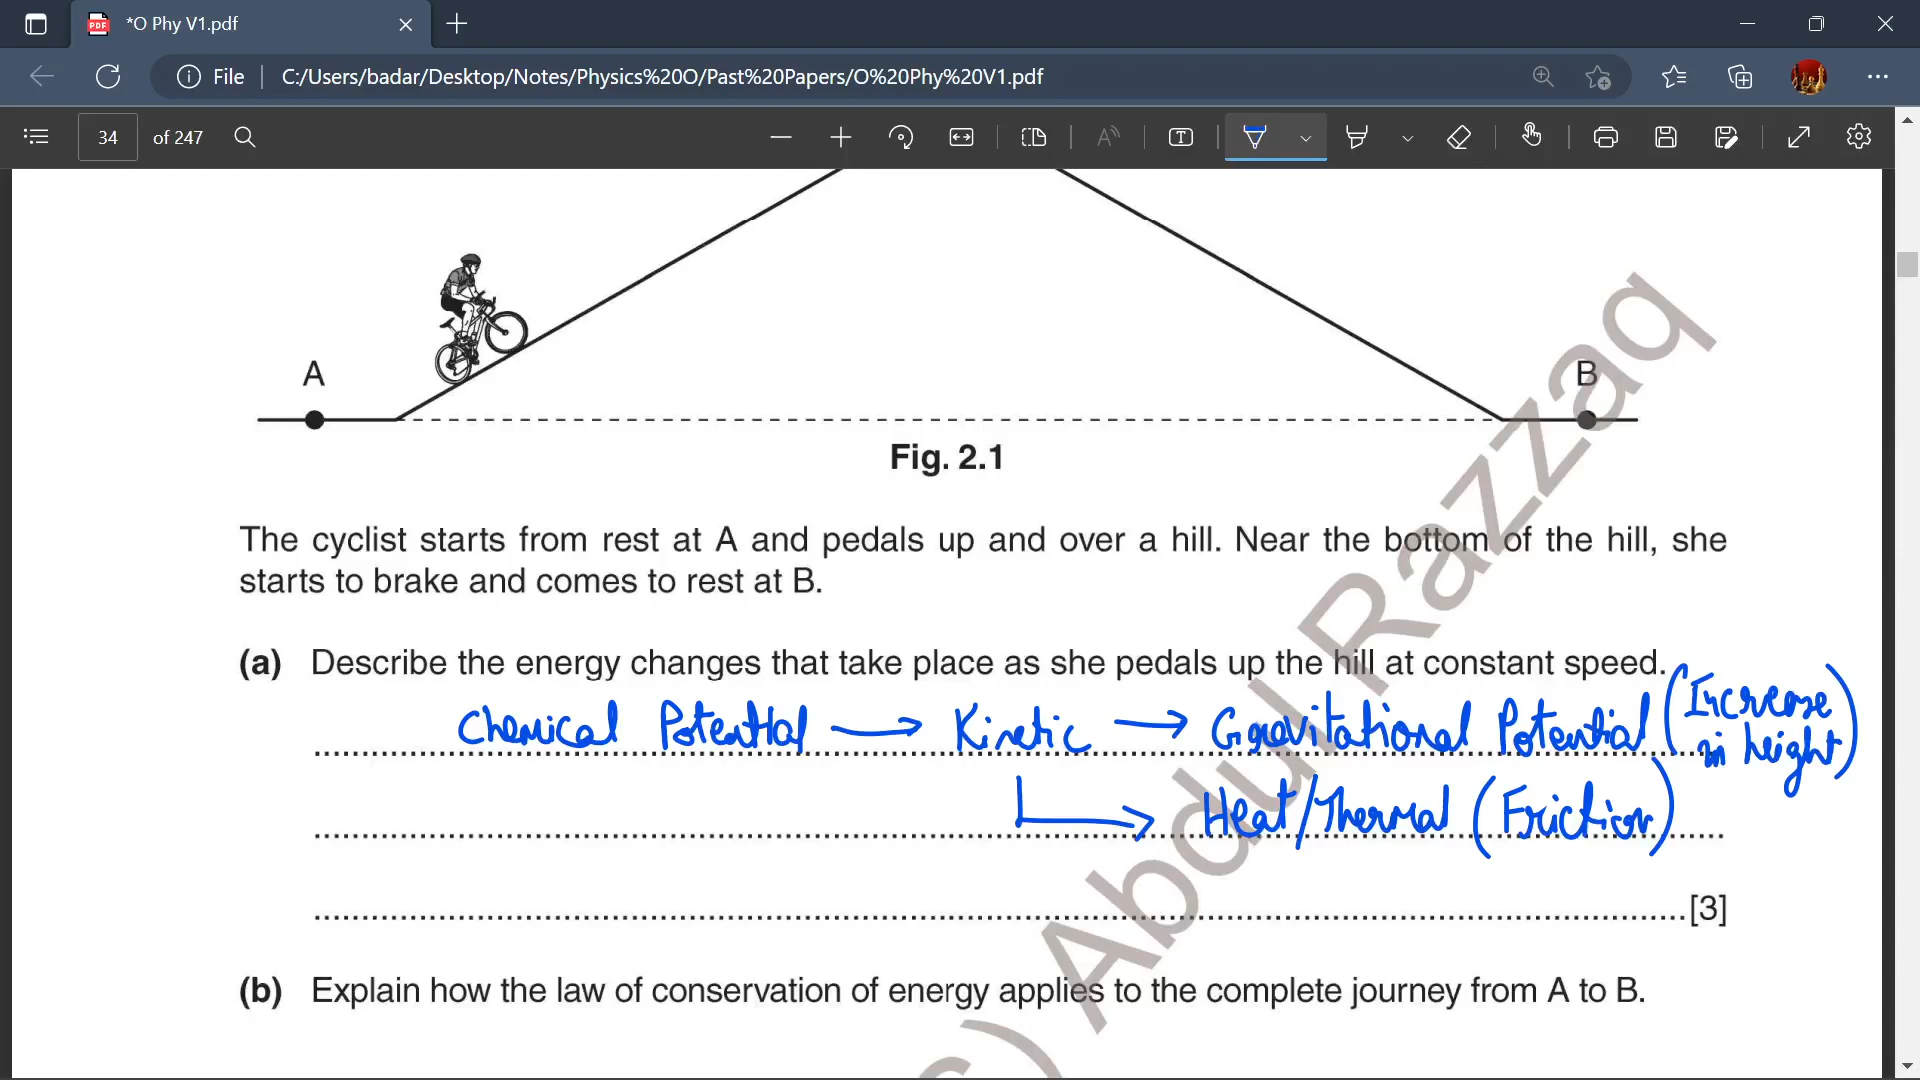 *O Phy V1.pdf
File C:/Users/badar/Desktop/Notes/Physics%20O/Past%20Papers/O%20Phy%20V1.pdf
34 of 247
A
B
Fig. 2.1
The cyclist starts from rest at A and pedals up and over a hill. Near the bottom of the hill, she
starts to brake and comes to rest at B.
(a) Describe the energy changes that take place as she pedals up the hill at constant speed.
Chemical Potential → Kinetic → Gravitational Potential (Increase
in height)
Heat/Thermal (Friction)
[3]
(b) Explain how the law of conservation of energy applies to the complete journey from A to B.
) Abdul Razzaq